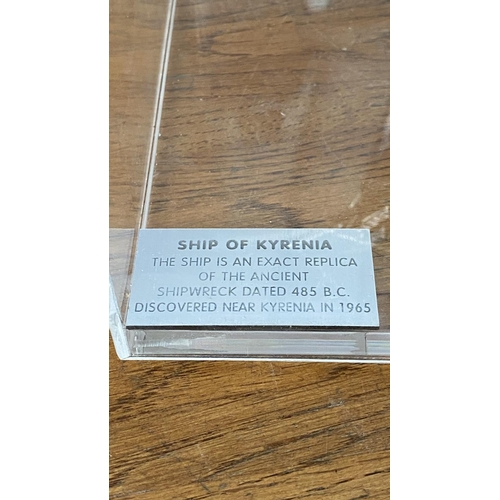 SHIP OF KYRENIA
THE SHIP IS AN EXACT REPLICA
OF THE ANCIENT
SHIPWRECK DATED 485 B.C.
DISCOVERED NEAR KYRENIA IN 1965